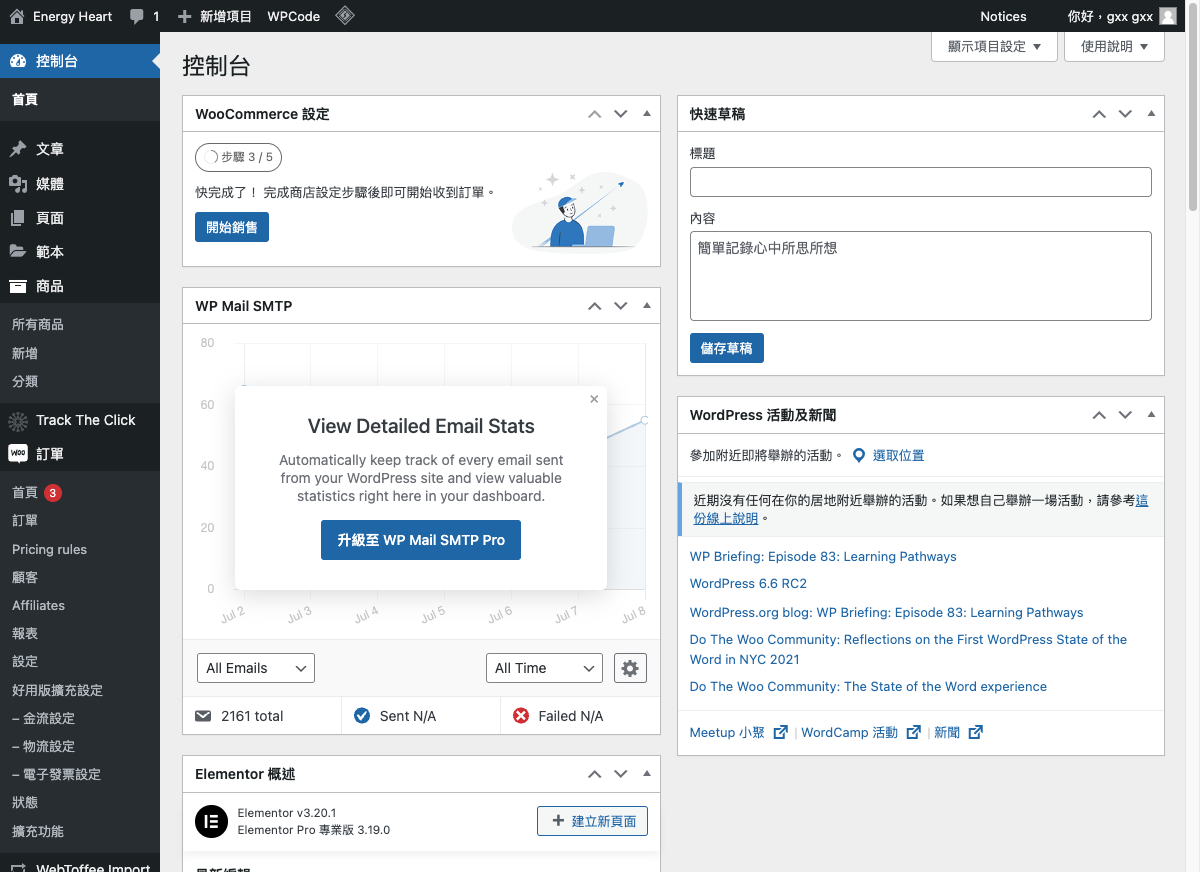 Energy Heart
1
新增項目
WPCode
Notices
你好，gxx gxx
控制台
首頁
文章
媒體
頁面
範本
商品
所有商品
新增
分類
Track The Click
訂單
首頁 3
訂單
Pricing rules
顧客
Affiliates
報表
設定
好用版擴充設定
– 金流設定
– 物流設定
– 電子發票設定
狀態
擴充功能
WebToffee Import
控制台
顯示項目設定
使用說明
WooCommerce 設定
步驟 3 / 5
快完成了！ 完成商店設定步驟後即可開始收到訂單。
開始銷售
WP Mail SMTP
80
60
40
20
0
View Detailed Email Stats
Automatically keep track of every email sent
from your WordPress site and view valuable
statistics right here in your dashboard.
升級至 WP Mail SMTP Pro
Jul 2
Jul 3
Jul 4
Jul 5
Jul 6
Jul 7
Jul 8
All Emails
All Time
2161 total
Sent N/A
Failed N/A
Elementor 概述
Elementor v3.20.1
Elementor Pro 專業版 3.19.0
建立新頁面
最新編輯
快速草稿
標題
內容
簡單記錄心中所思所想
儲存草稿
WordPress 活動及新聞
參加附近即將舉辦的活動。 選取位置
近期沒有任何在你的居地附近舉辦的活動。如果想自己舉辦一場活動，請參考這
份線上說明。
WP Briefing: Episode 83: Learning Pathways
WordPress 6.6 RC2
WordPress.org blog: WP Briefing: Episode 83: Learning Pathways
Do The Woo Community: Reflections on the First WordPress State of the
Word in NYC 2021
Do The Woo Community: The State of the Word experience
Meetup 小聚 | WordCamp 活動 | 新聞